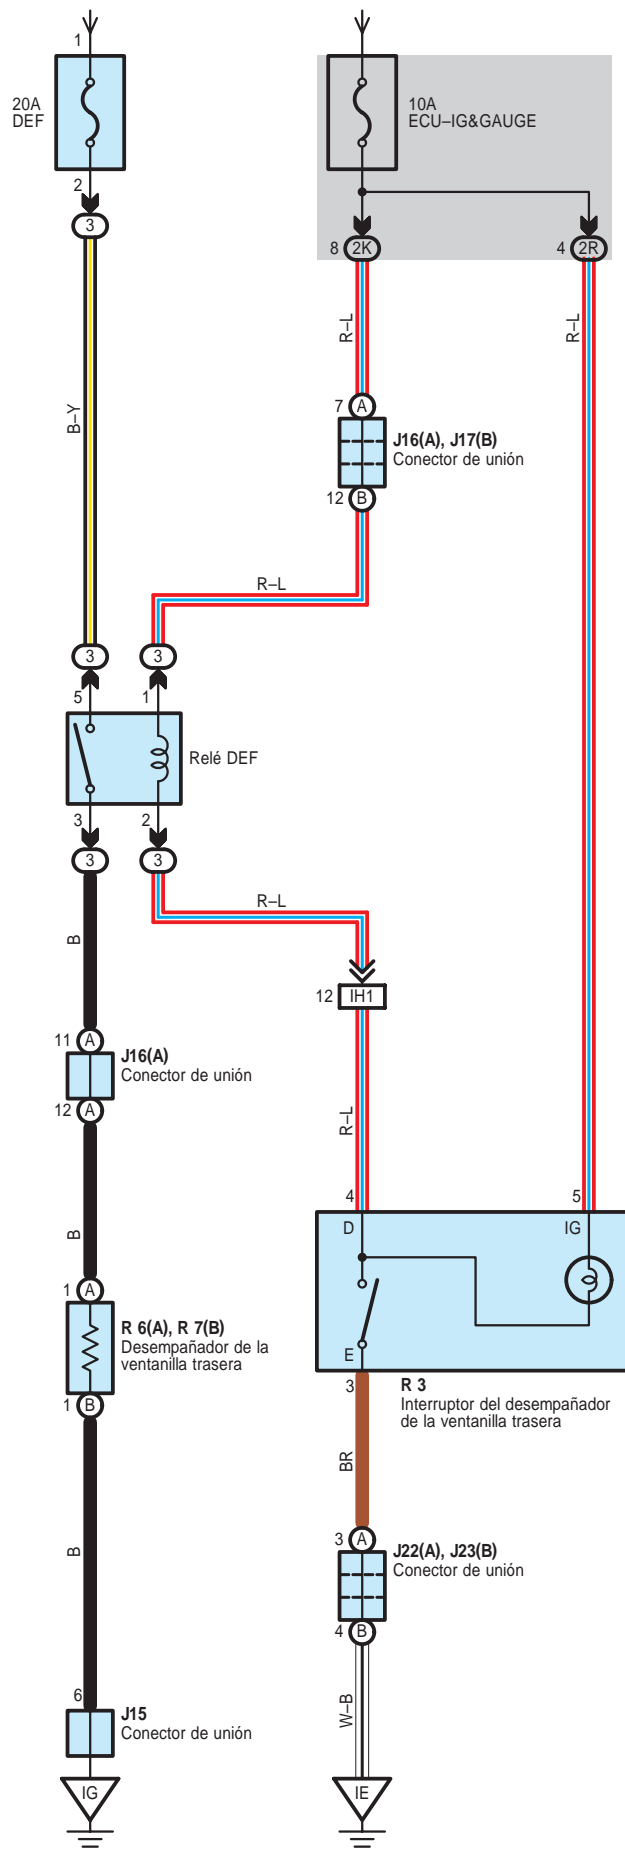 1
20A
DEF
10A
ECU–IG&GAUGE
2
3
8
2K
4
2R
B–Y
R–L
R–L
7
A
J16(A), J17(B)
Conector de unión
12
B
R–L
3
3
5
1
Relé DEF
3
2
3
3
R–L
B
12
IH1
11
A
J16(A)
Conector de unión
12
A
R–L
B
4
5
D
IG
1
A
R 6(A), R 7(B)
Desempañador de la
ventanilla trasera
E
1
B
3
R 3
Interruptor del desempañador
de la ventanilla trasera
BR
B
3
A
J22(A), J23(B)
Conector de unión
4
B
W–B
6
J15
Conector de unión
IG
IE